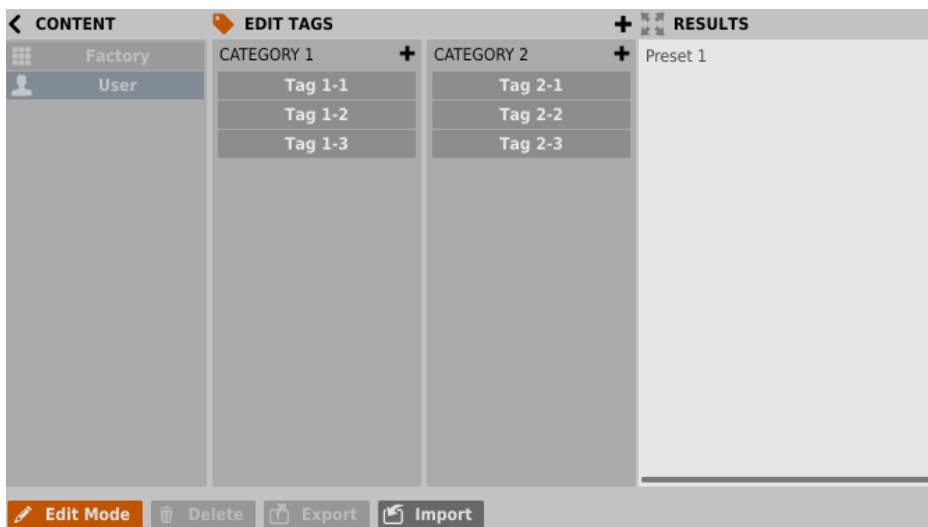 CONTENT
EDIT TAGS
RESULTS
Factory
User
CATEGORY 1
Tag 1-1
Tag 1-2
Tag 1-3
CATEGORY 2
Tag 2-1
Tag 2-2
Tag 2-3
Preset 1
Edit Mode
Delete
Export
Import